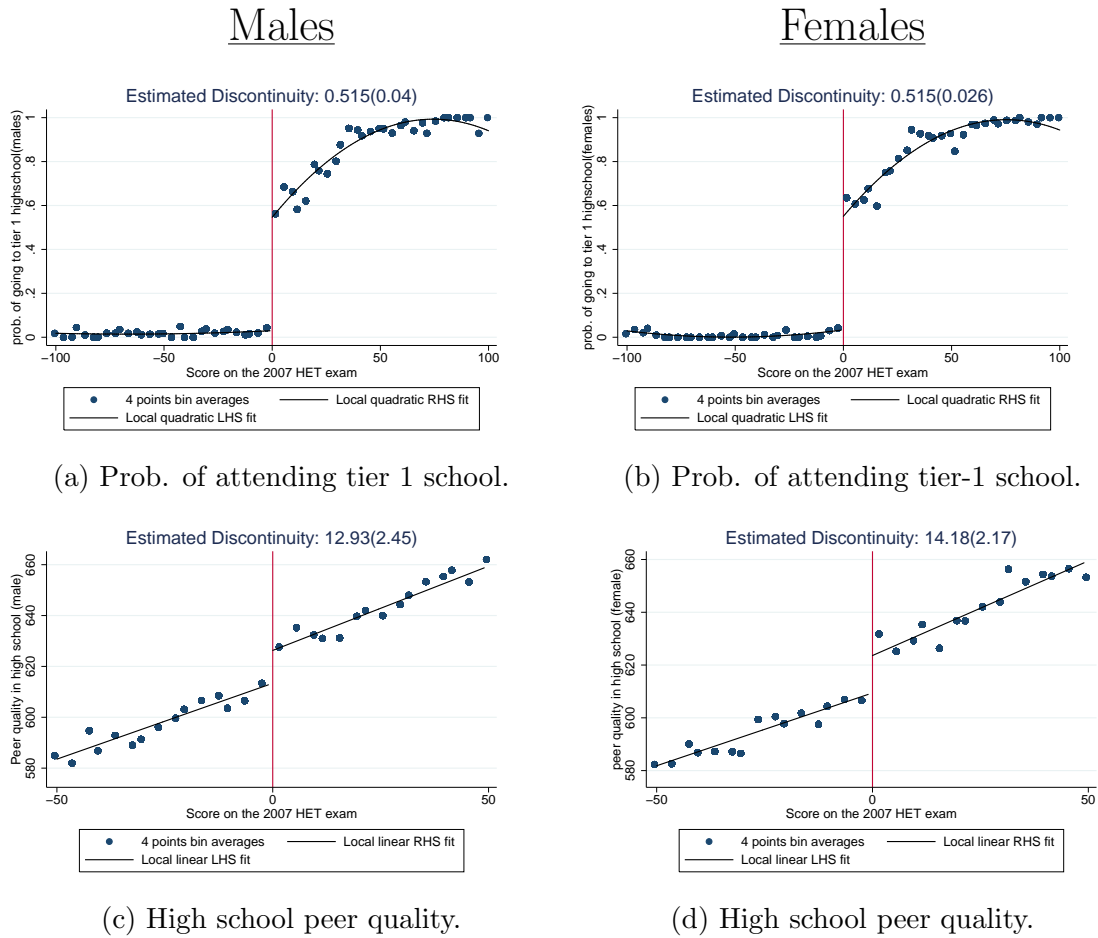 Males
Females
Estimated Discontinuity: 0.515(0.04)
prob. of going to tier 1 highschool(males)
0 .2 .4 .6 .8 1
−100 −50 0 50 100
Score on the 2007 HET exam
4 points bin averages Local quadratic RHS fit
Local quadratic LHS fit
Estimated Discontinuity: 0.515(0.026)
prob. of going to tier 1 highschool(females)
0 .2 .4 .6 .8 1
−100 −50 0 50 100
Score on the 2007 HET exam
4 points bin averages Local quadratic RHS fit
Local quadratic LHS fit
(a) Prob. of attending tier 1 school.
(b) Prob. of attending tier-1 school.
Estimated Discontinuity: 12.93(2.45)
Peer quality in high school (male)
580 600 620 640 660
−50 0 50
Score on the 2007 HET exam
4 points bin averages Local linear RHS fit
Local linear LHS fit
Estimated Discontinuity: 14.18(2.17)
peer quality in high school (female)
580 600 620 640 660
−50 0 50
Score on the 2007 HET exam
4 points bin averages Local linear RHS fit
Local linear LHS fit
(c) High school peer quality.
(d) High school peer quality.